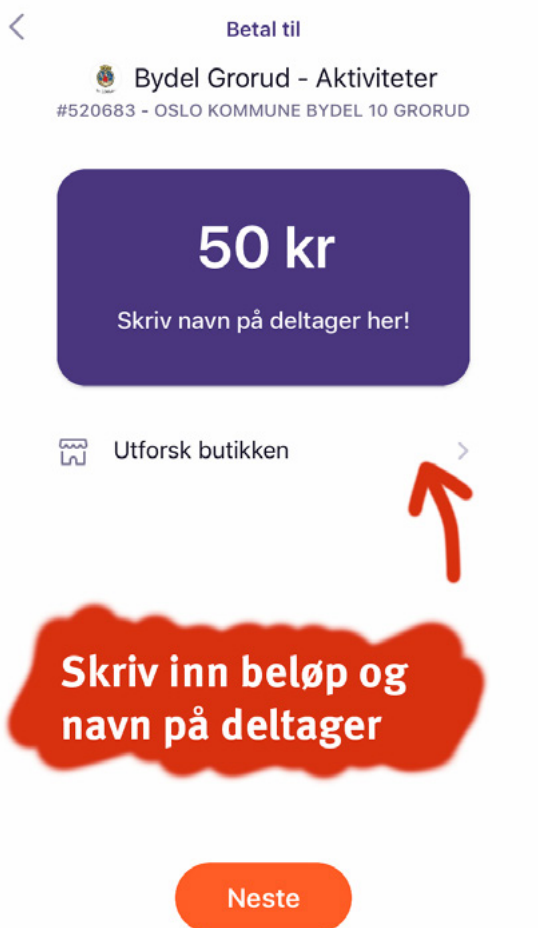 Betal til
Bydel Grorud - Aktiviteter
#520683 - OSLO KOMMUNE BYDEL 10 GRORUD
50 kr
Skriv navn på deltager her!
Utforsk butikken
Skriv inn beløp og
navn på deltager
Neste